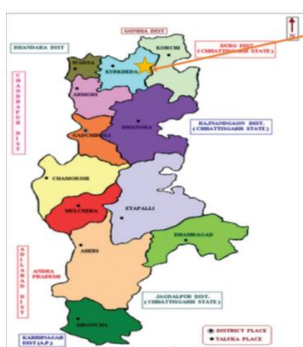 GONDIA DIST
BHANDARA DIST
KORCHI
DURG DIST
(CHHATTISGARH STATE)
WADSA
KURKHEDA
ARMORI
CHANDRAPUR DIST
RAJNANDGAON DIST
(CHHATTISGARH STATE)
GADCHIROLI
DHANORA
CHAMORSHI
ETAPALLI
MULCHERA
BHAMRAGAD
AHERI
ANDRA
PRADESH
ADILABAD DIST
JAGDALPUR DIST.
(CHHATTISGARH STATE)
SIRONCHA
KARIMNAGAR
DIST (A.P.)
DISTRICT PLACE
TALUKA PLACE